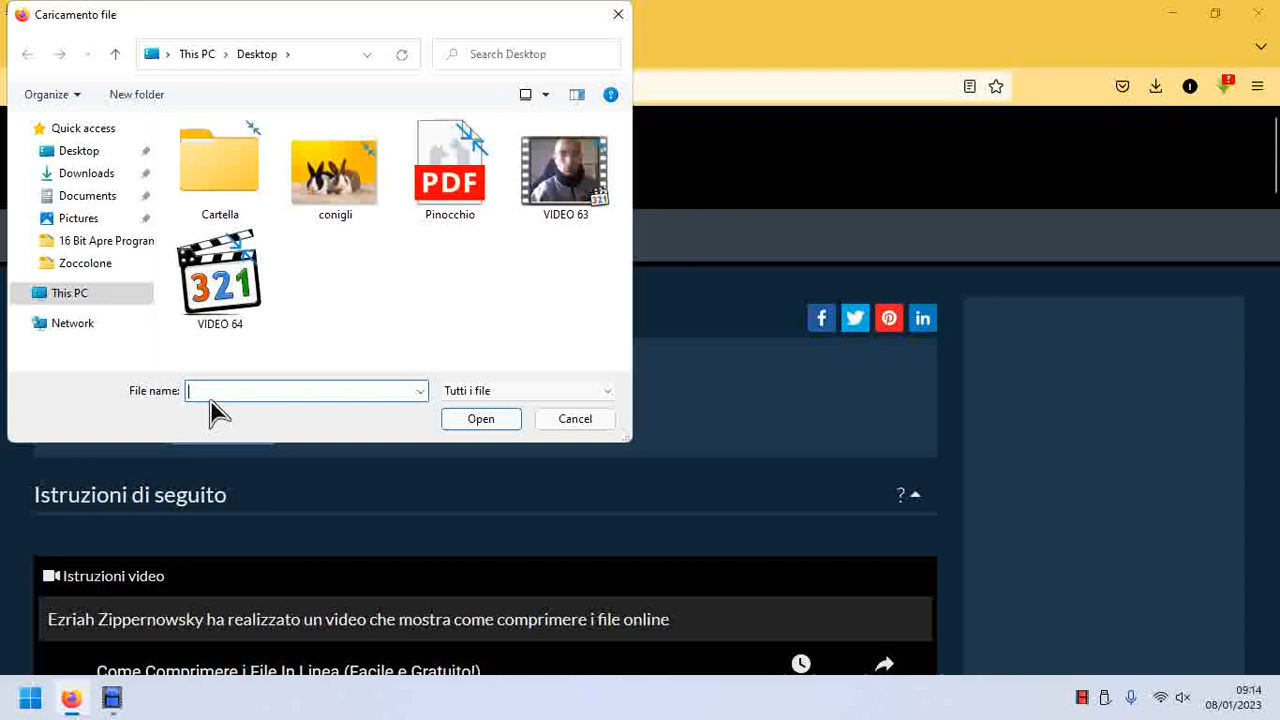 Caricamento file
This PC
Desktop
Search Desktop
Organize
New folder
?
?
Quick access
Desktop
Downloads
Documents
Pictures
16 Bit Apre Progran
Zoccolone
This PC
Network
Cartella
conigli
PDF
Pinocchio
321
VIDEO 63
321
VIDEO 64
File name:
Tutti i file
Open
Cancel
f
in
Istruzioni di seguito
?
Istruzioni video
Ezriah Zippernowsky ha realizzato un video che mostra come comprimere i file online
Come Comprimere i File In Linea (Facile e Gratuito!)
09:14
08/01/2023